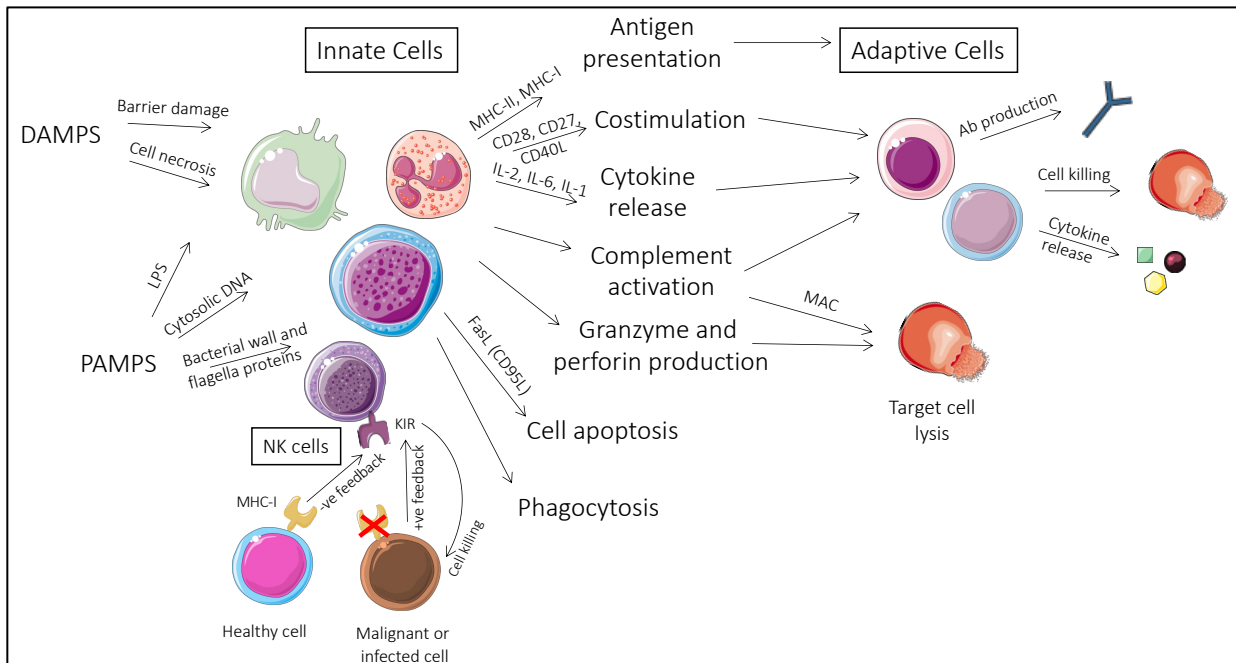 Innate Cells
Antigen
presentation
Adaptive Cells
DAMPS
Barrier damage
Cell necrosis
MHC-II, MHC-I
CD28, CD27,
CD40L
Costimulation
IL-2, IL-6, IL-1
Cytokine
release
Ab production
Cell killing
Cytokine
release
LPS
Cytosolic DNA
PAMPS
Bacterial wall and
flagella proteins
Complement
activation
MAC
Granzyme and
perforin production
FasL (CD95L)
Target cell
lysis
Cell apoptosis
Phagocytosis
NK cells
KIR
MHC-I
-ve feedback
+ve feedback
Cell killing
Healthy cell
Malignant or
infected cell